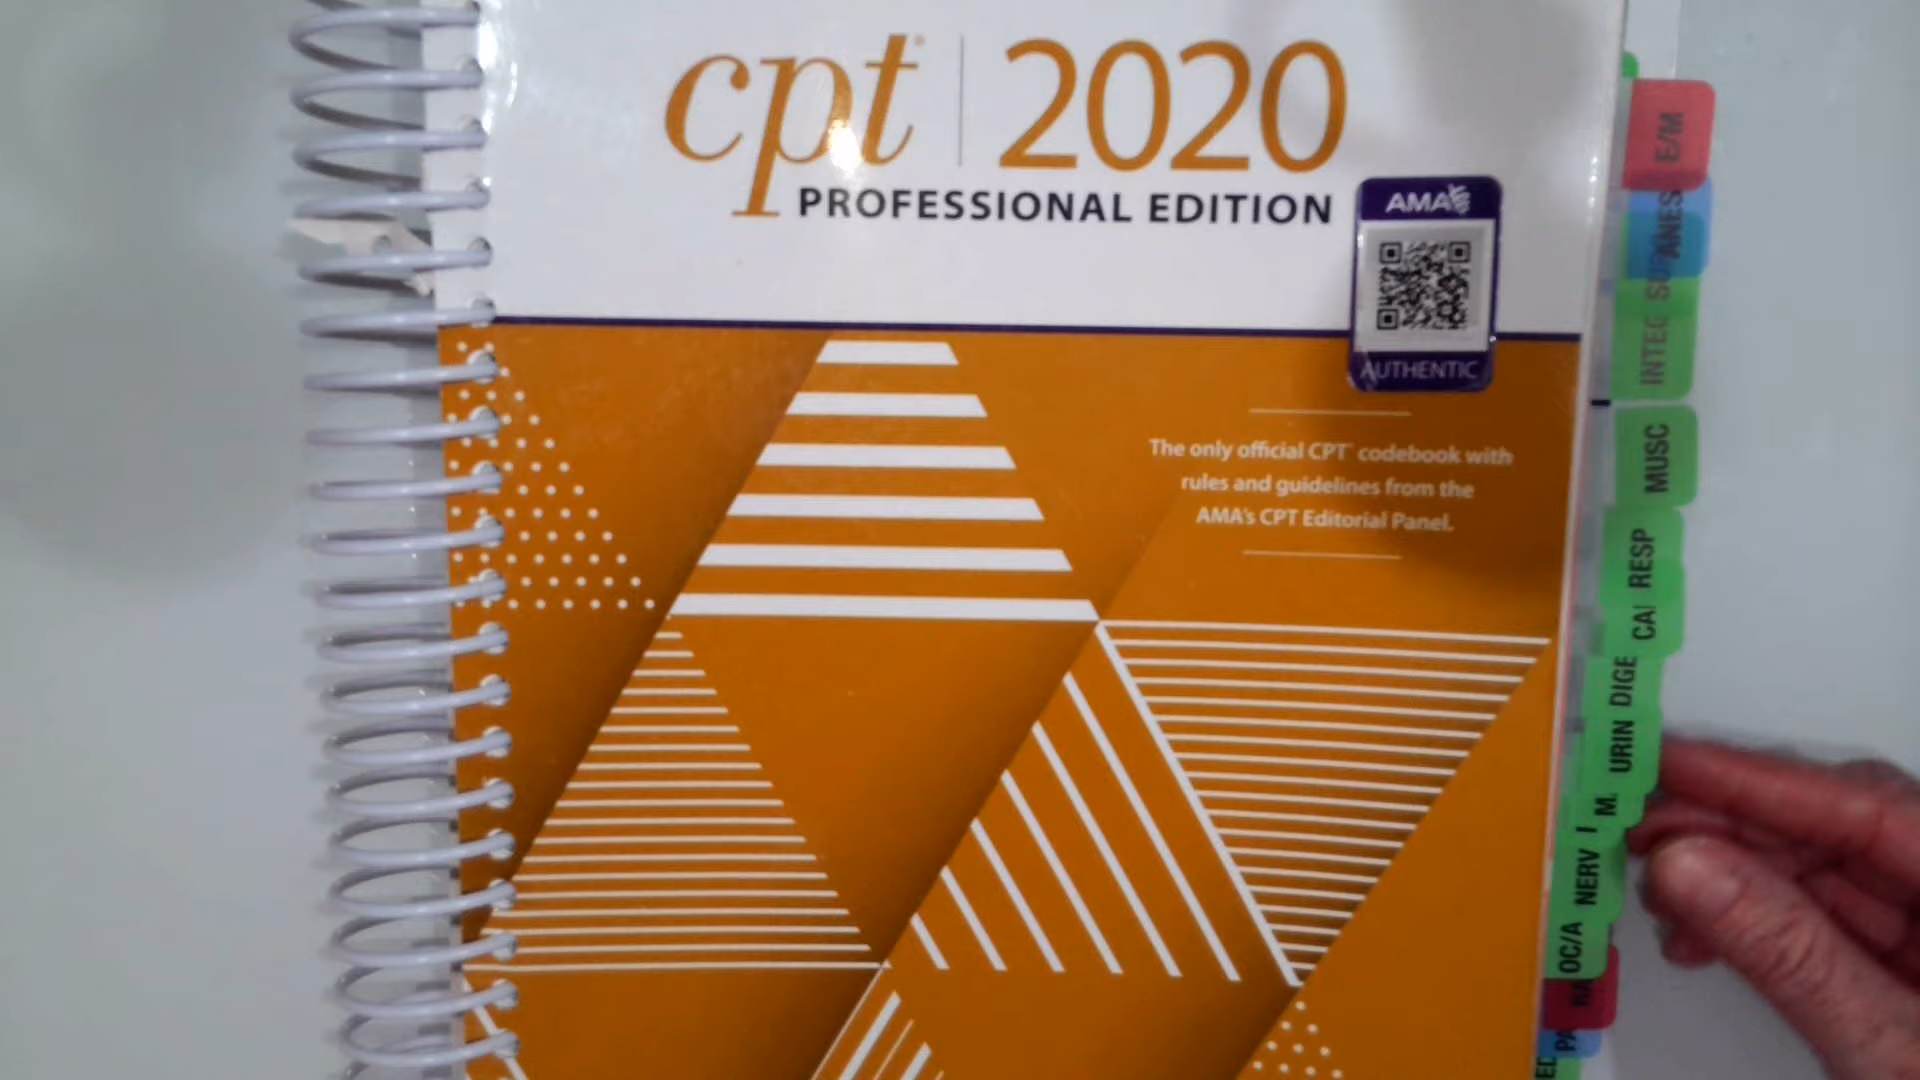 cpt® | 2020
PROFESSIONAL EDITION
AMA
AUTHENTIC
The only official CPT® codebook with
rules and guidelines from the
AMA's CPT Editorial Panel.
E/M
ANES
INTEG
MUSC
RESP
DIGE
URIN
NERV
OC/A